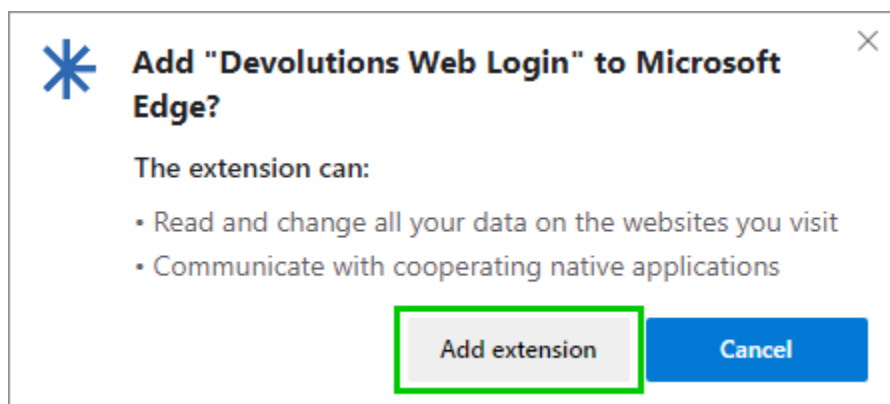 Add "Devolutions Web Login" to Microsoft
Edge?
The extension can:
• Read and change all your data on the websites you visit
• Communicate with cooperating native applications
Add extension
Cancel